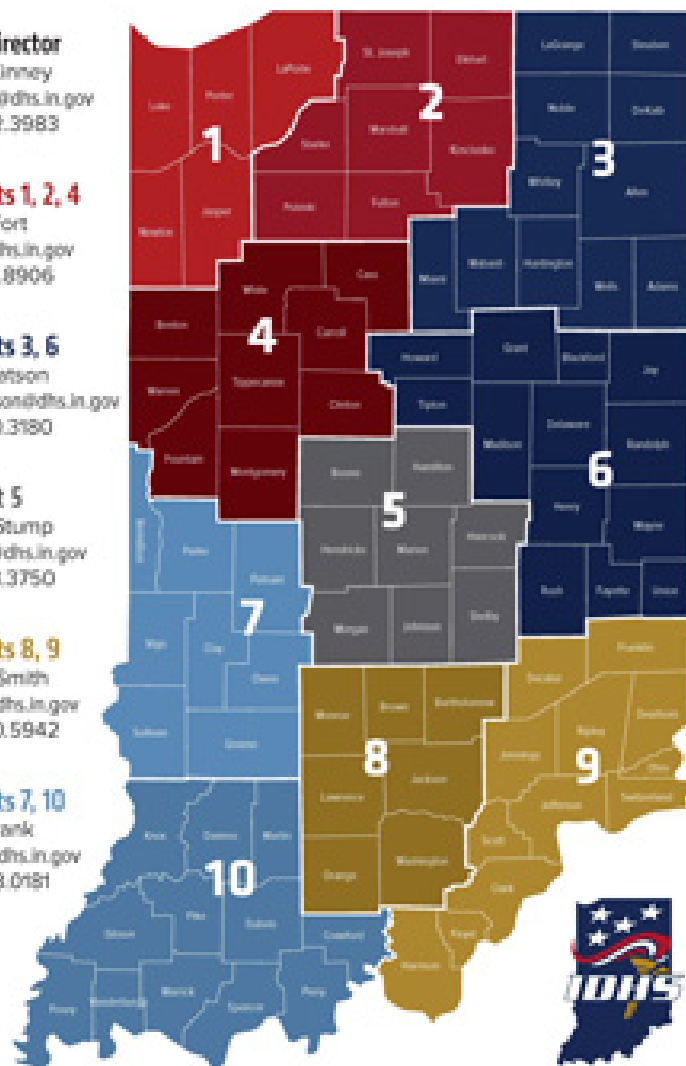 irector
inney
@dhs.in.gov
2.3983
ts 1, 2, 4
ort
dhs.in.gov
.8906
ts 3, 6
atson
son@dhs.in.gov
0.3180
t 5
Stump
@dhs.in.gov
.3750
ts 8, 9
Smith
dhs.in.gov
0.5942
ts 7, 10
rank
dhs.in.gov
3.0181
LaPorte
Lake
Porter
1
Newton
Jasper
St. Joseph
Elkhart
2
Marshall
Starke
Kosciusko
Pulaski
Fulton
LaGrange
Steuben
Noble
DeKalb
3
Whitley
Allen
Miami
Wabash
Huntington
Wells
Adams
White
Cass
Benton
4
Carroll
Warren
Tippecanoe
Clinton
Fountain
Montgomery
Howard
Grant
Blackford
Jay
Tipton
Madison
Delaware
Randolph
6
Henry
Wayne
Rush
Fayette
Union
Boone
Hamilton
5
Hendricks
Marion
Hancock
Morgan
Johnson
Shelby
Parke
Putnam
7
Vigo
Clay
Owen
Sullivan
Greene
Monroe
Brown
Bartholomew
8
Lawrence
Jackson
Orange
Washington
Decatur
Franklin
Ripley
Dearborn
Jennings
9
Ohio
Jefferson
Switzerland
Scott
Clark
Floyd
Harrison
Knox
Daviess
Martin
10
Gibson
Pike
Dubois
Crawford
Posey
Vanderburgh
Warrick
Spencer
Perry
IDHS